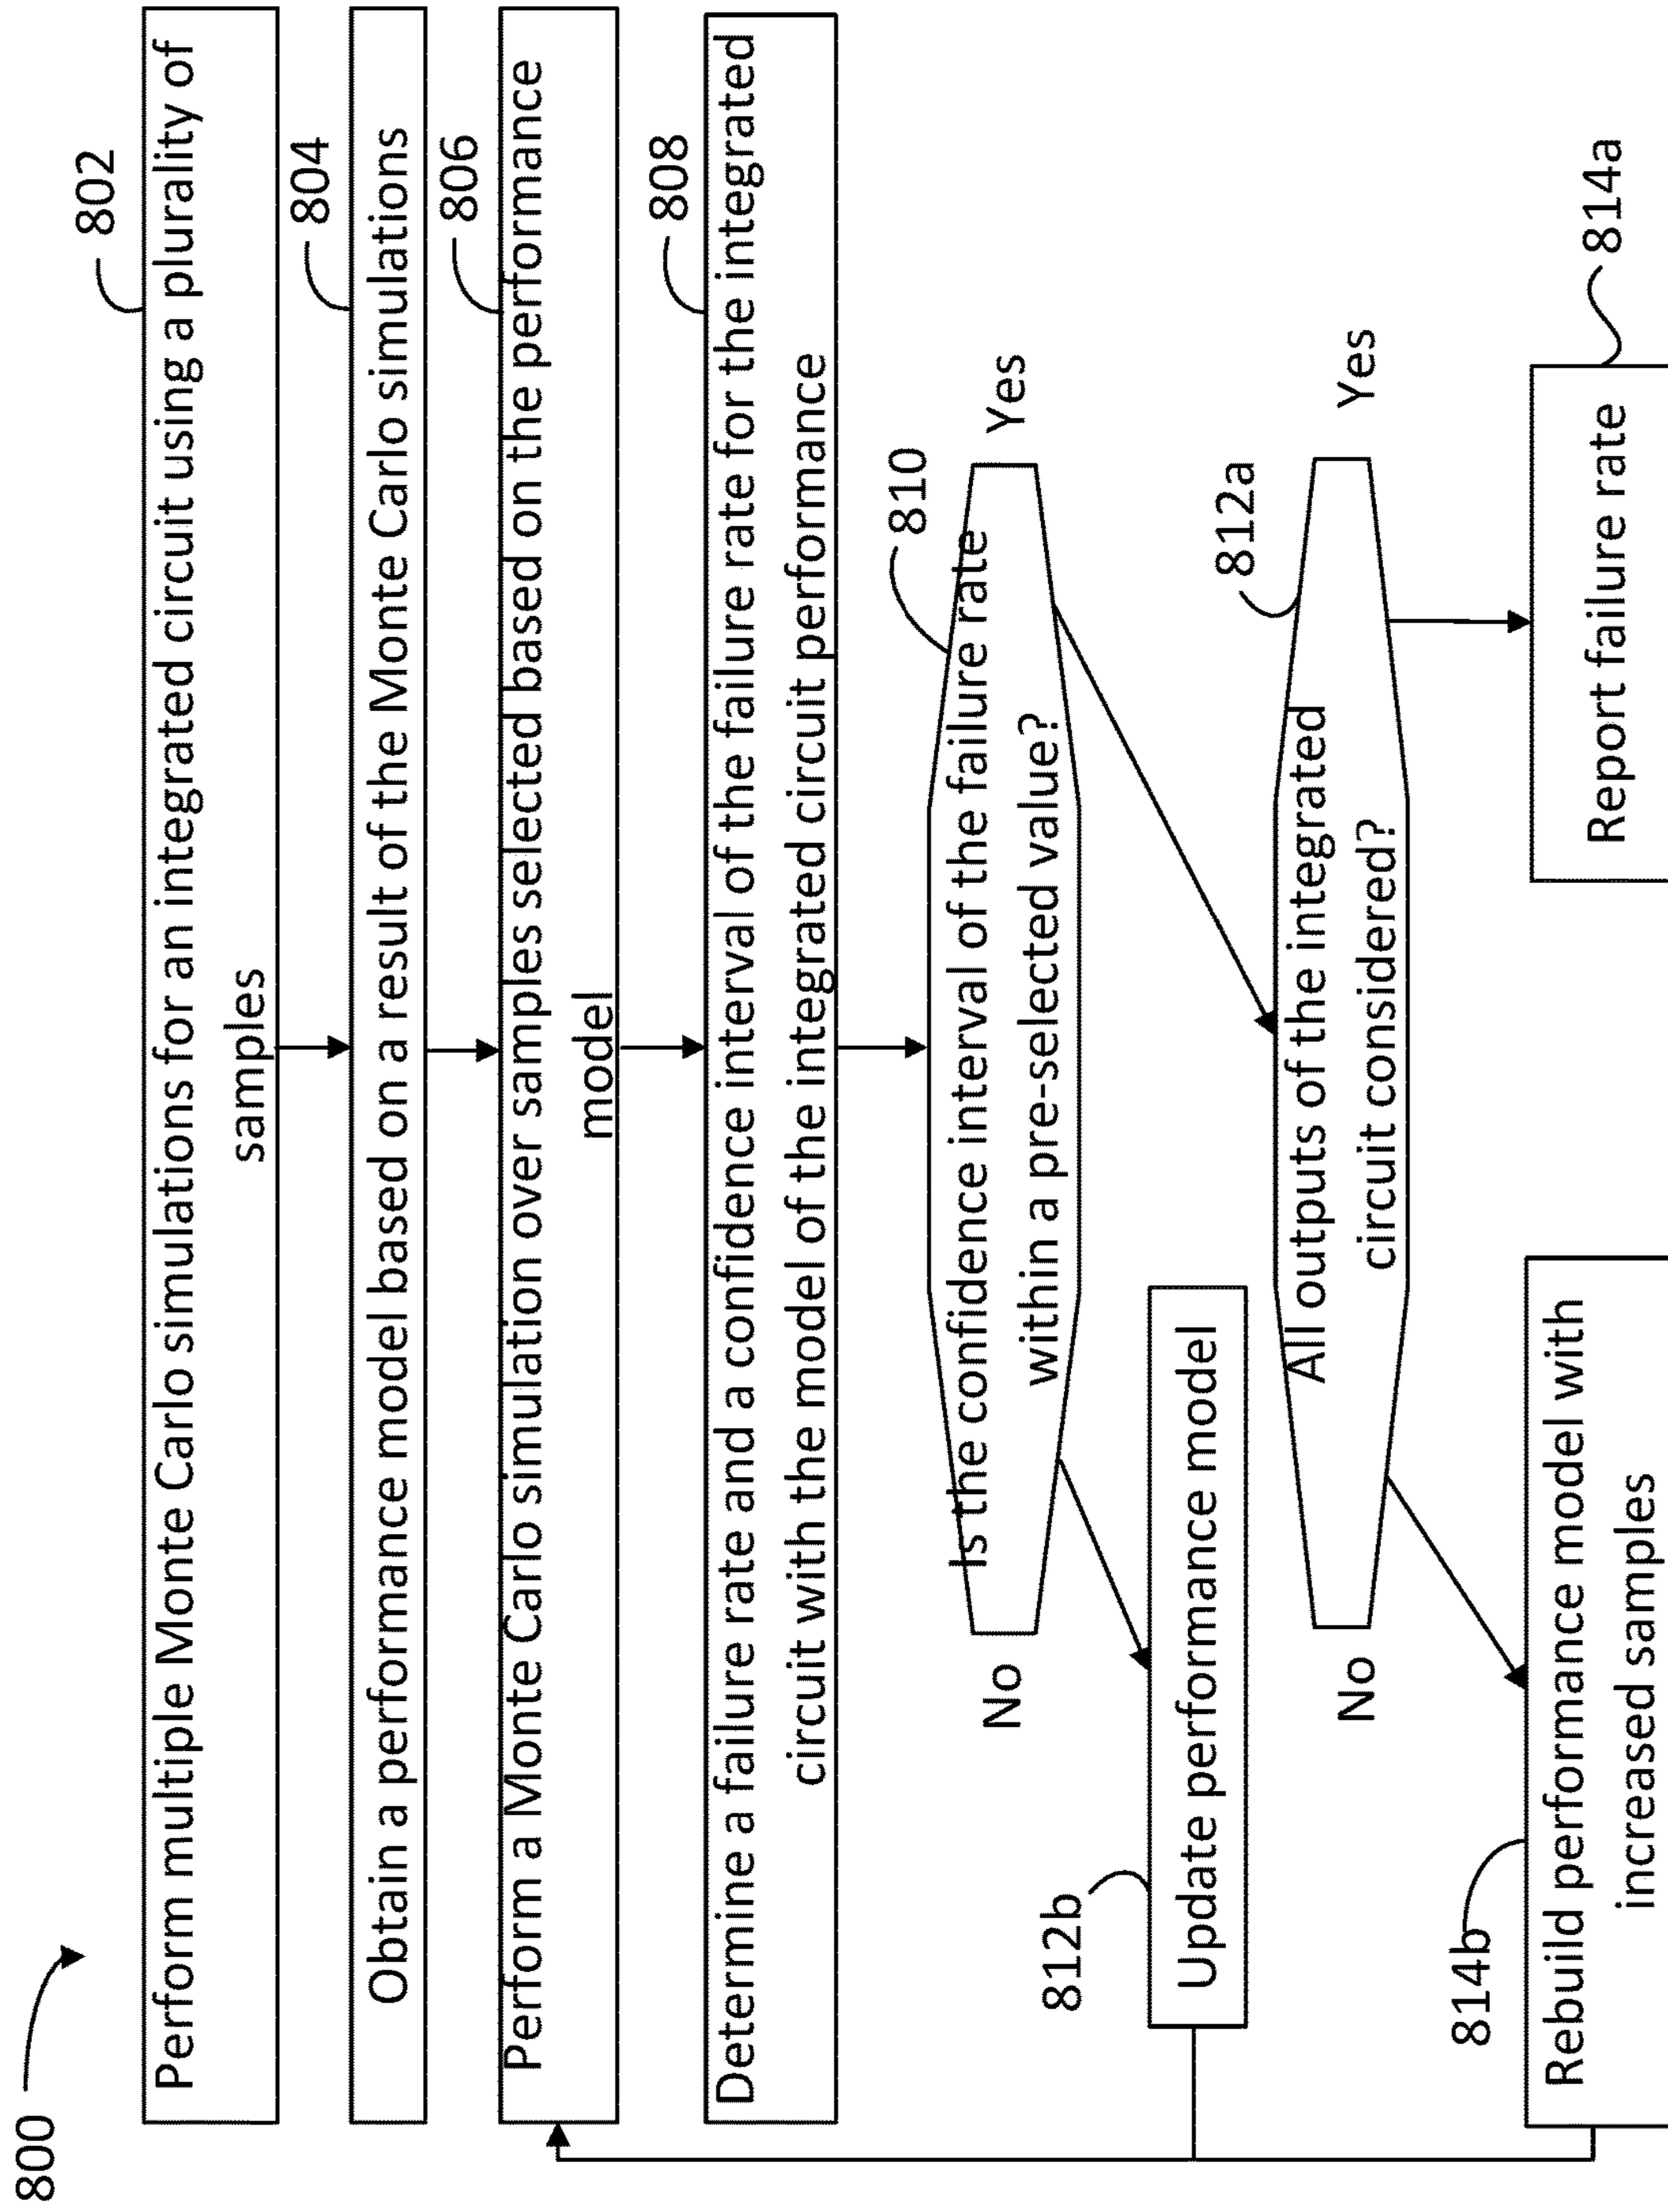 800
802
Perform multiple Monte Carlo simulations for an integrated circuit using a plurality of
samples
804
Obtain a performance model based on a result of the Monte Carlo simulations
806
Perform a Monte Carlo simulation over samples selected based on the performance
model
808
Determine a failure rate and a confidence interval of the failure rate for the integrated
circuit with the model of the integrated circuit performance
810
Is the confidence interval of the failure rate
within a pre-selected value?
No
Yes
812b
Update performance model
812a
All outputs of the integrated
circuit considered?
No
Yes
814b
Rebuild performance model with
increased samples
814a
Report failure rate